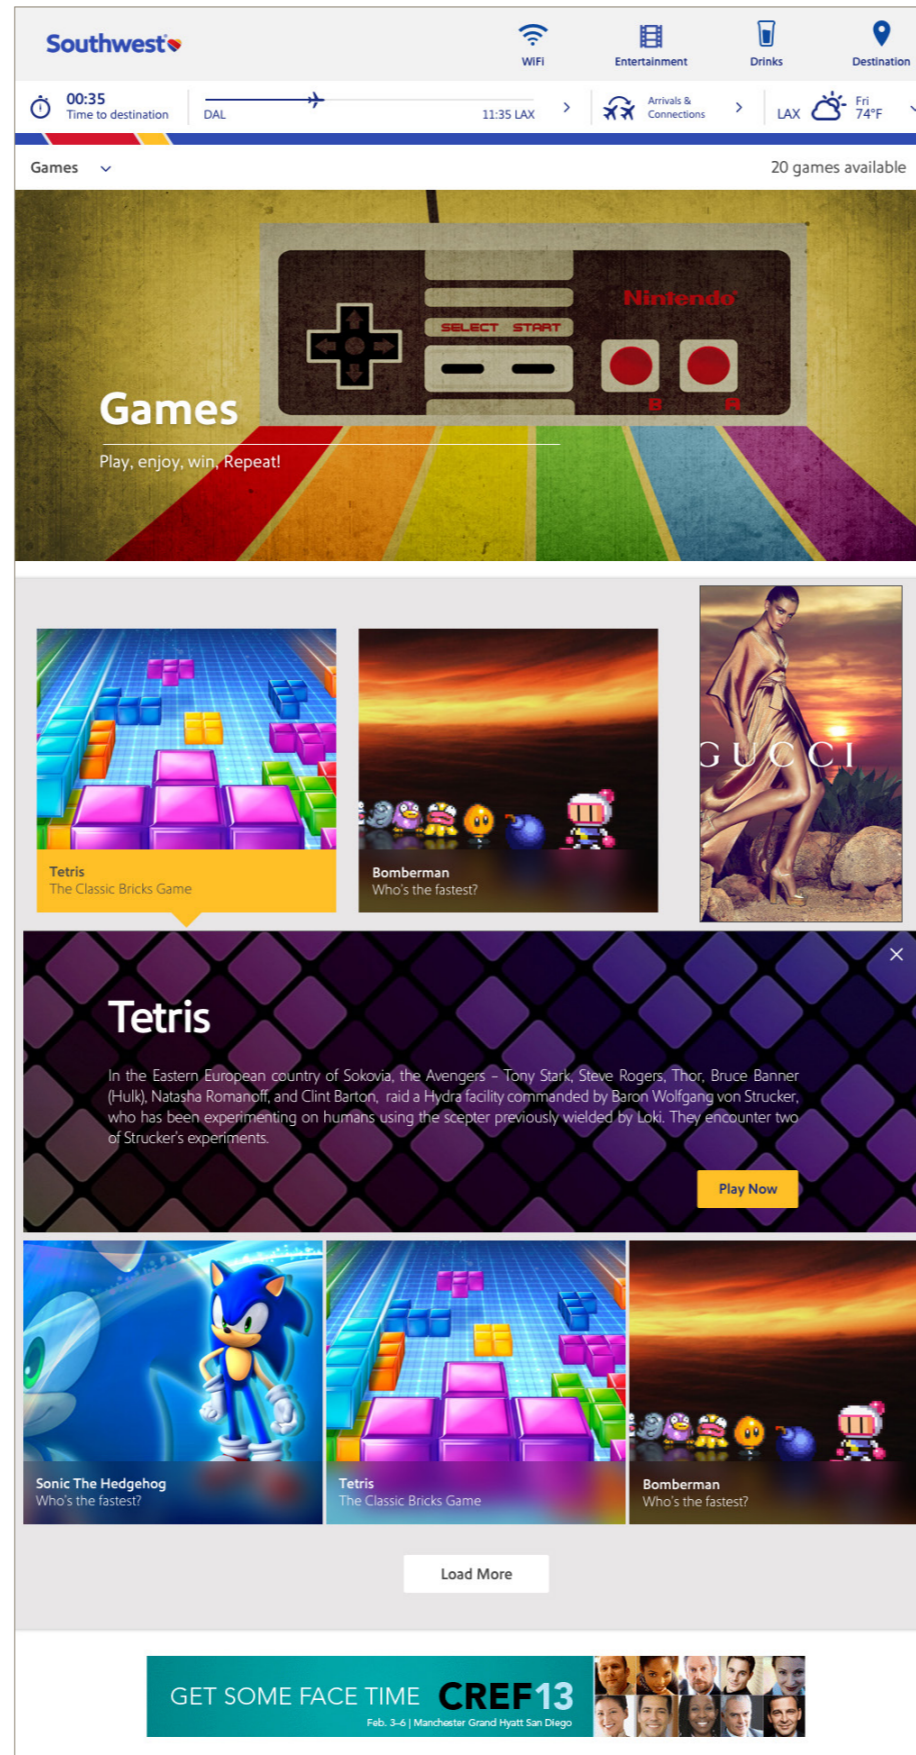 Southwest
WiFi
Entertainment
Drinks
Destination
00:35
Time to destination
DAL
11:35 LAX
Arrivals &
Connections
LAX
Fri
74°F
Games
20 games available
Nintendo
SELECT START
B A
Games
Play, enjoy, win, Repeat!
GUCCI
Tetris
The Classic Bricks Game
Bomberman
Who's the fastest?
Tetris
In the Eastern European country of Sokovia, the Avengers – Tony Stark, Steve Rogers, Thor, Bruce Banner
(Hulk), Natasha Romanoff, and Clint Barton, raid a Hydra facility commanded by Baron Wolfgang von Strucker,
who has been experimenting on humans using the scepter previously wielded by Loki. They encounter two
of Strucker's experiments.
Play Now
Sonic The Hedgehog
Who's the fastest?
Tetris
The Classic Bricks Game
Bomberman
Who's the fastest?
Load More
GET SOME FACE TIME CREF13
Feb. 3–6 | Manchester Grand Hyatt San Diego